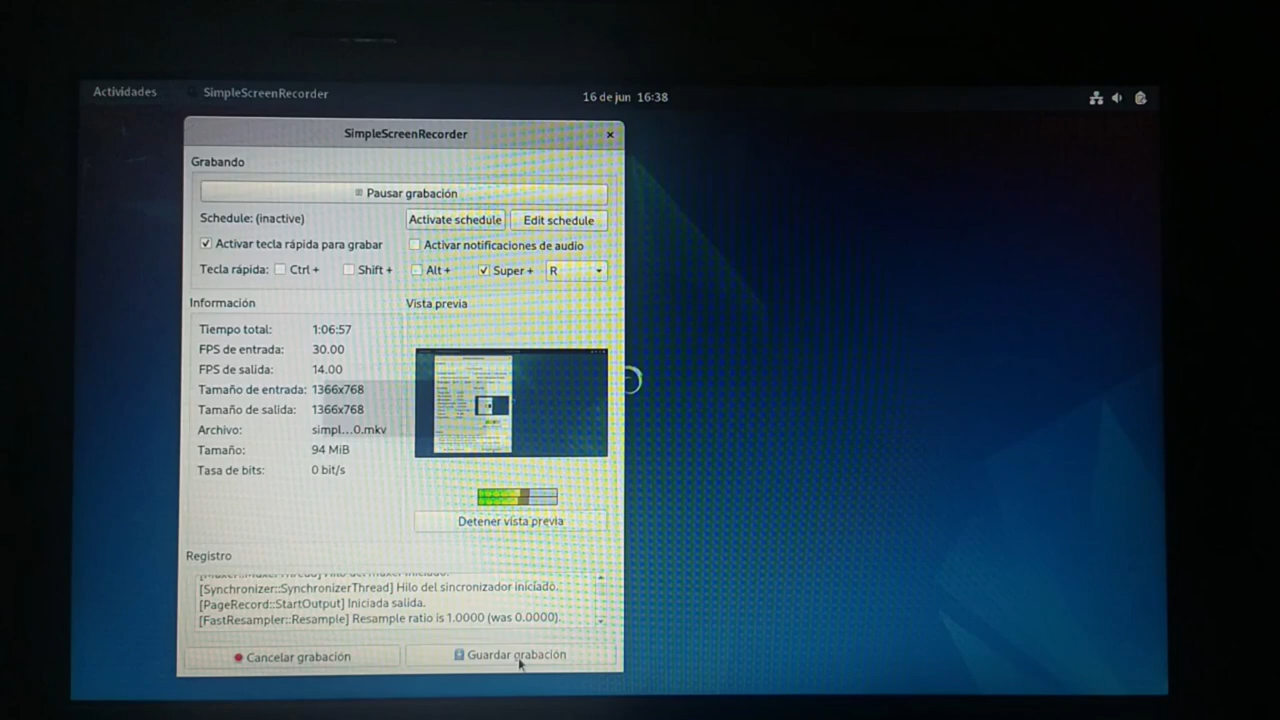 Actividades SimpleScreenRecorder 16 de jun 16:38
SimpleScreenRecorder ×
Grabando
Pausar grabación
Schedule: (inactive) Activate schedule Edit schedule
Activar tecla rápida para grabar Activar notificaciones de audio
Tecla rápida: Ctrl + Shift + Alt + Super + R
Información Vista previa
Tiempo total: 1:06:57
FPS de entrada: 30.00
FPS de salida: 14.00
Tamaño de entrada: 1366x768
Tamaño de salida: 1366x768
Archivo: simpl...0.mkv
Tamaño: 94 MiB
Tasa de bits: 0 bit/s
Detener vista previa
Registro
[Synchronizer::SynchronizerThread] Hilo del sincronizador iniciado.
[PageRecord::StartOutput] Iniciada salida.
[FastResampler::Resample] Resample ratio is 1.0000 (was 0.0000).
Cancelar grabación Guardar grabación